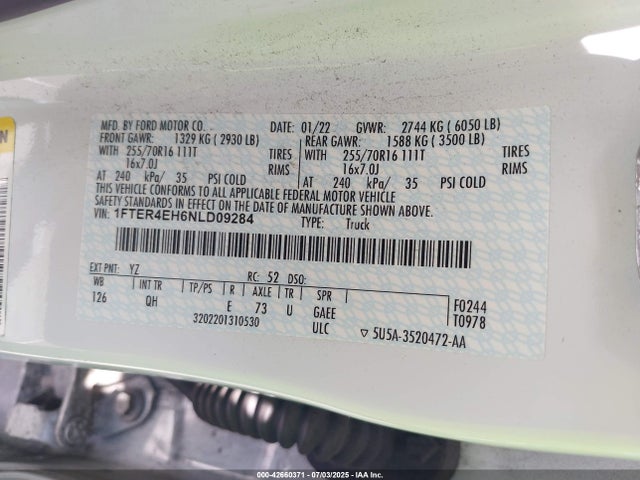 MFD. BY FORD MOTOR CO.
DATE: 01/22 GVWR: 2744 KG ( 6050 LB)
FRONT GAWR: 1329 KG ( 2930 LB)
REAR GAWR: 1588 KG ( 3500 LB)
WITH 255/70R16 111T TIRES
WITH 255/70R16 111T TIRES
16x7.0J RIMS
16x7.0J RIMS
AT 240 kPa/ 35 PSI COLD
AT 240 kPa/ 35 PSI COLD
THIS VEHICLE CONFORMS TO ALL APPLICABLE FEDERAL MOTOR VEHICLE
SAFETY STANDARDS IN EFFECT ON THE DATE OF MANUFACTURE SHOWN ABOVE.
VIN: 1FTER4EH6NLD09284
TYPE: Truck
EXT PNT: YZ RC: 52 DSO:
WB INT TR TP/PS R AXLE TR SPR
126 QH E 73 U GAEE
ULC
F0244
T0978
3202201310530
5U5A-3520472-AA
000-42660371 - 07/03/2025 - IAAI.com